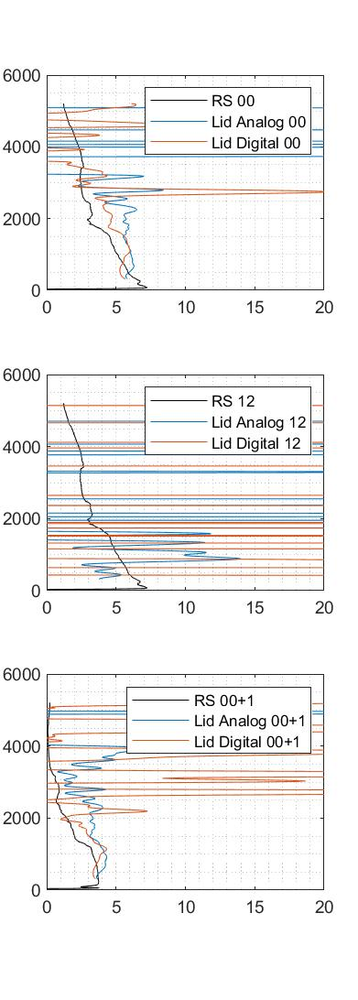 6000
RS 00
Lid Analog 00
Lid Digital 00
4000
2000
0
0 5 10 15 20
6000
RS 12
Lid Analog 12
Lid Digital 12
4000
2000
0
0 5 10 15 20
6000
RS 00+1
Lid Analog 00+1
Lid Digital 00+1
4000
2000
0
0 5 10 15 20